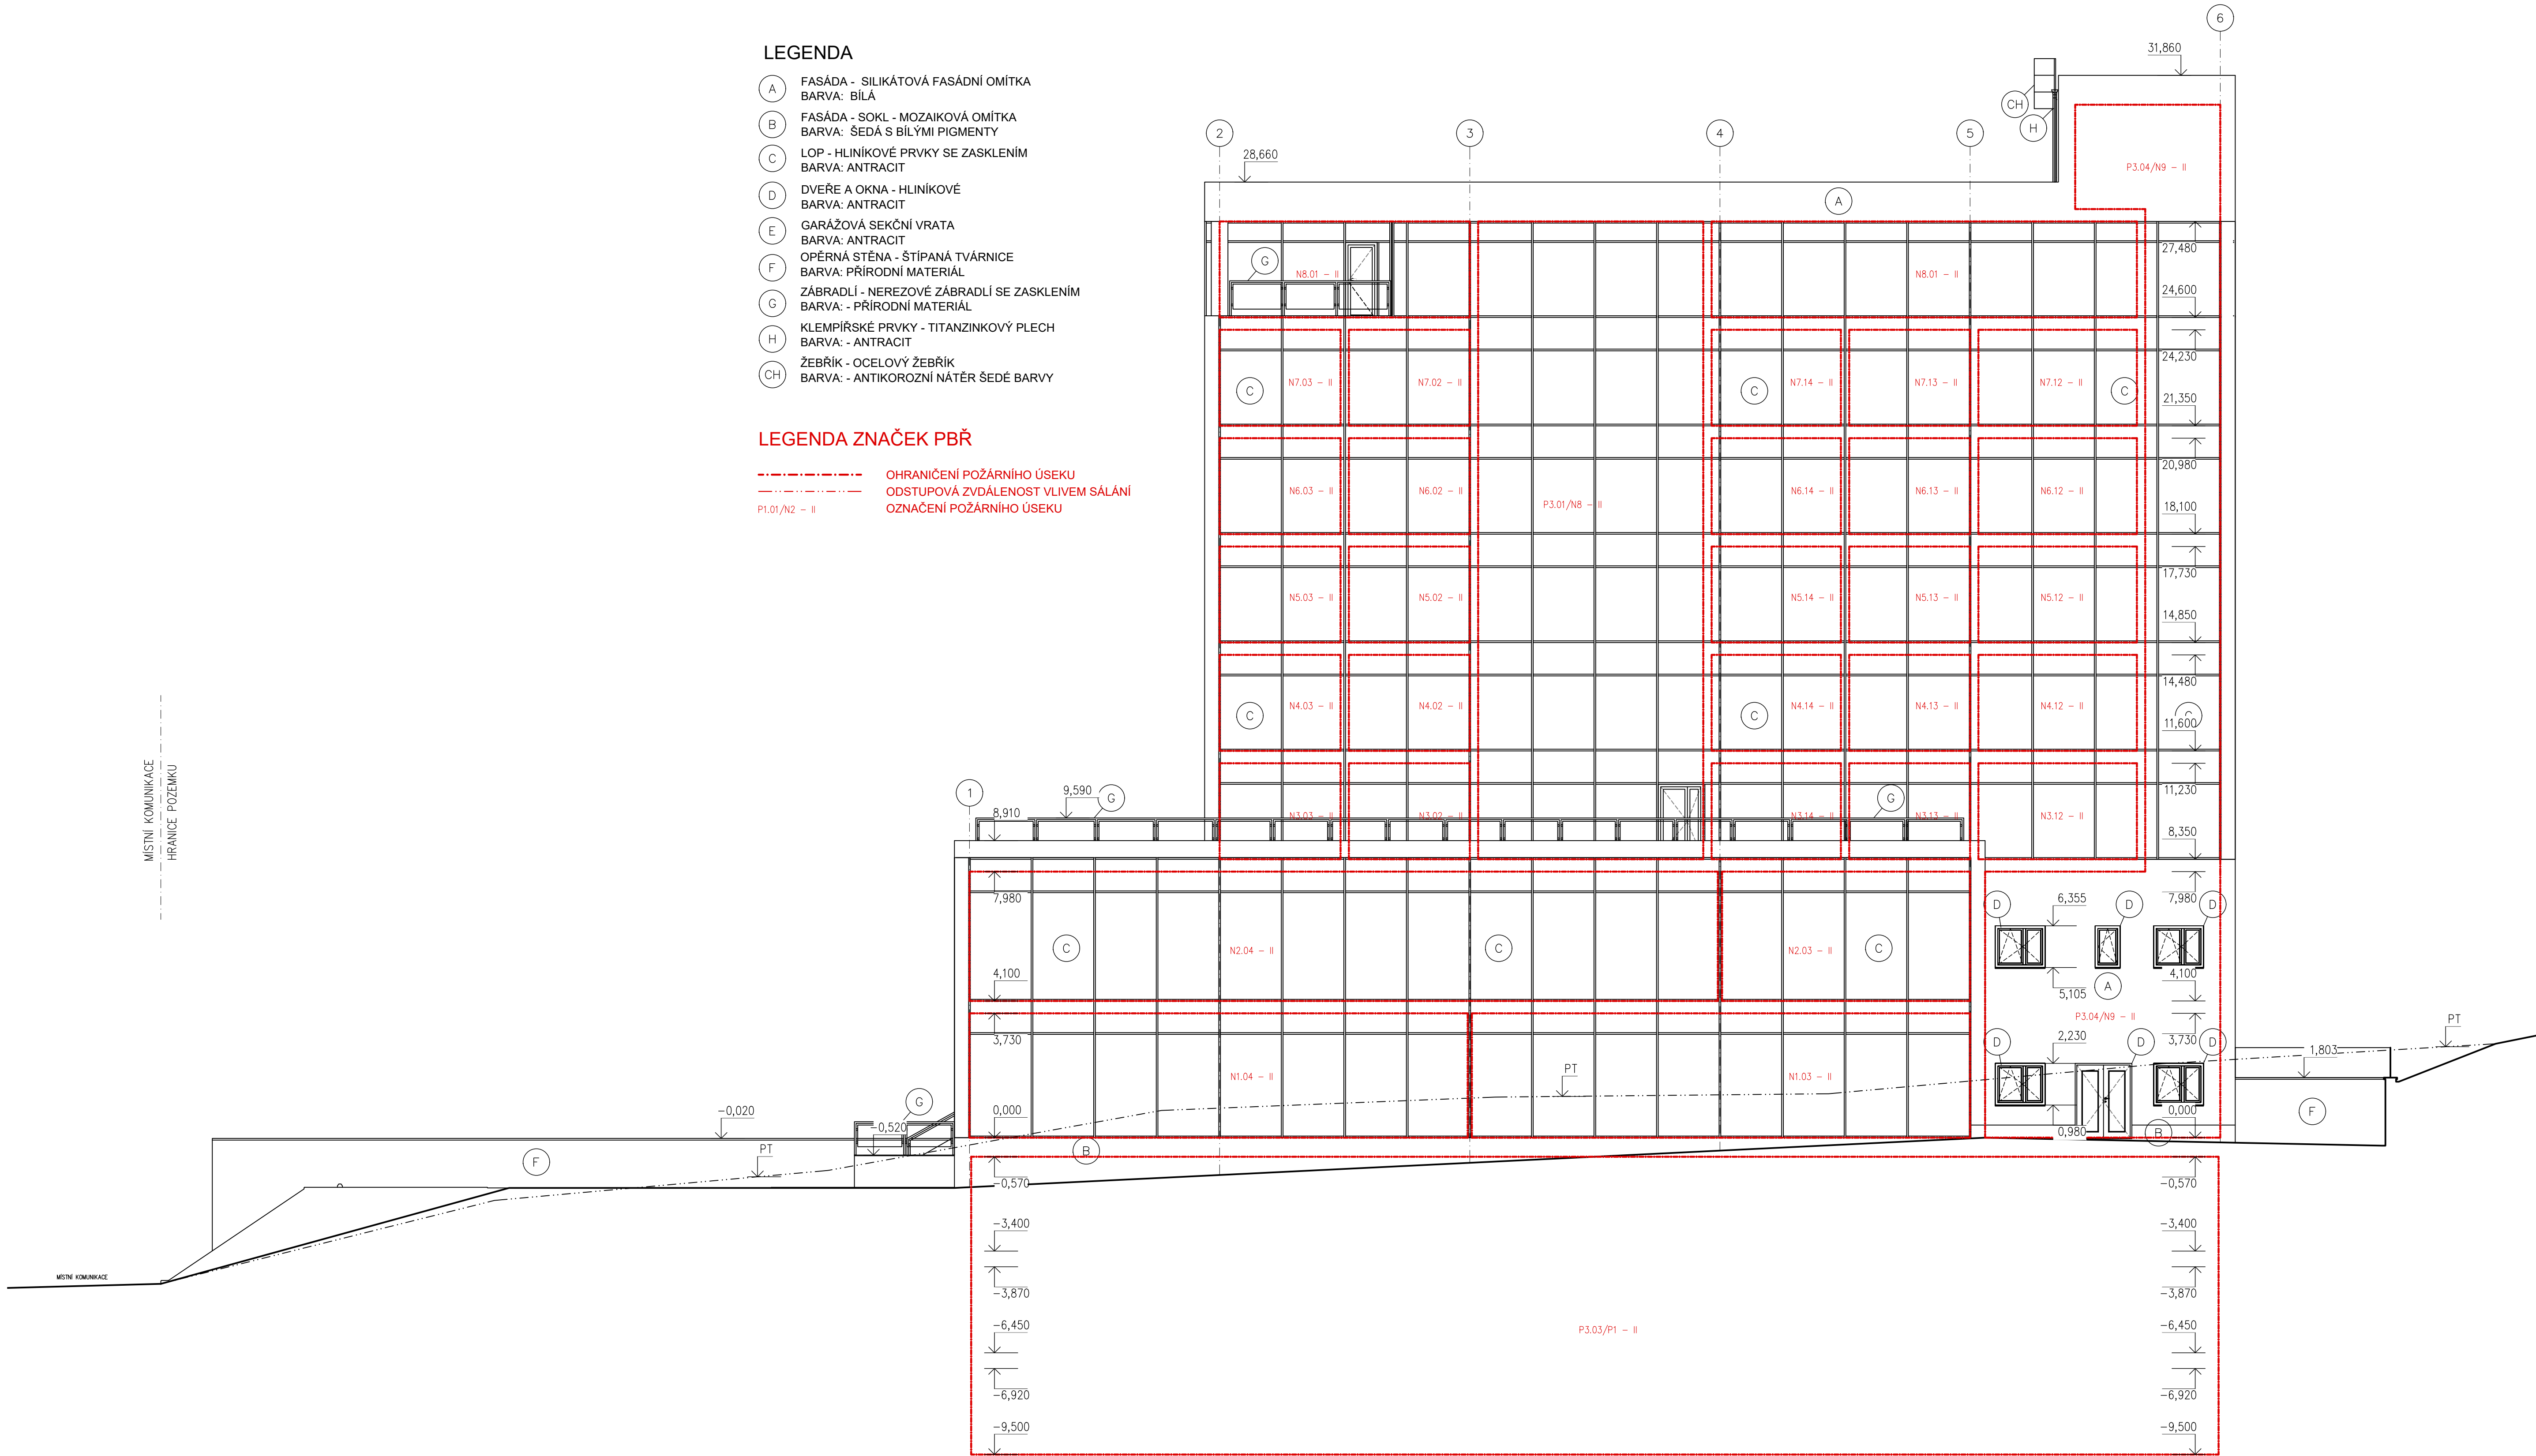 LEGENDA
A
FASÁDA - SILIKÁTOVÁ FASÁDNÍ OMÍTKA
BARVA: BÍLÁ
B
FASÁDA - SOKL - MOZAIKOVÁ OMÍTKA
BARVA: ŠEDÁ S BÍLÝMI PIGMENTY
C
LOP - HLINÍKOVÉ PRVKY SE ZASKLENÍM
BARVA: ANTRACIT
D
DVEŘE A OKNA - HLINÍKOVÉ
BARVA: ANTRACIT
E
GARÁŽOVÁ SEKČNÍ VRATA
BARVA: ANTRACIT
F
OPĚRNÁ STĚNA - ŠTÍPANÁ TVÁRNICE
BARVA: PŘÍRODNÍ MATERIÁL
G
ZÁBRADLÍ - NEREZOVÉ ZÁBRADLÍ SE ZASKLENÍM
BARVA: - PŘÍRODNÍ MATERIÁL
H
KLEMPÍŘSKÉ PRVKY - TITANZINKOVÝ PLECH
BARVA: - ANTRACIT
CH
ŽEBŘÍK - OCELOVÝ ŽEBŘÍK
BARVA: - ANTIKOROZNÍ NÁTĚR ŠEDÉ BARVY
LEGENDA ZNAČEK PBŘ
OHRANIČENÍ POŽÁRNÍHO ÚSEKU
ODSTUPOVÁ ZVDÁLENOST VLIVEM SÁLÁNÍ
P1.01/N2 - II
OZNAČENÍ POŽÁRNÍHO ÚSEKU
6
31,860
CH
H
2
3
4
5
28,660
P3.04/N9 - II
A
27,480
G
N8.01 - II
N8.01 - II
24,600
24,230
C
N7.03 - II
N7.02 - II
C
N7.14 - II
N7.13 - II
N7.12 - II
C
21,350
20,980
N6.03 - II
N6.02 - II
P3.01/N8 - II
N6.14 - II
N6.13 - II
N6.12 - II
18,100
17,730
N5.03 - II
N5.02 - II
N5.14 - II
N5.13 - II
N5.12 - II
14,850
14,480
C
N4.03 - II
N4.02 - II
C
N4.14 - II
N4.13 - II
N4.12 - II
C
11,600
11,230
1
8,910
9,590
G
N3.03 - II
N3.02 - II
N3.14 - II
N3.13 - II
G
N3.12 - II
8,350
MÍSTNÍ KOMUNIKACE
HRANICE POZEMKU
7,980
D
6,355
D
D
7,980
C
N2.04 - II
C
N2.03 - II
C
4,100
4,100
5,105
A
P3.04/N9 - II
3,730
D
2,230
D
D
3,730
PT
1,803
N1.04 - II
PT
N1.03 - II
0,000
0,000
F
0,980
B
-0,020
G
-0,520
F
PT
B
-0,570
-0,570
-3,400
-3,400
MÍSTNÍ KOMUNIKACE
-3,870
-3,870
-6,450
P3.03/P1 - II
-6,450
-6,920
-6,920
-9,500
-9,500